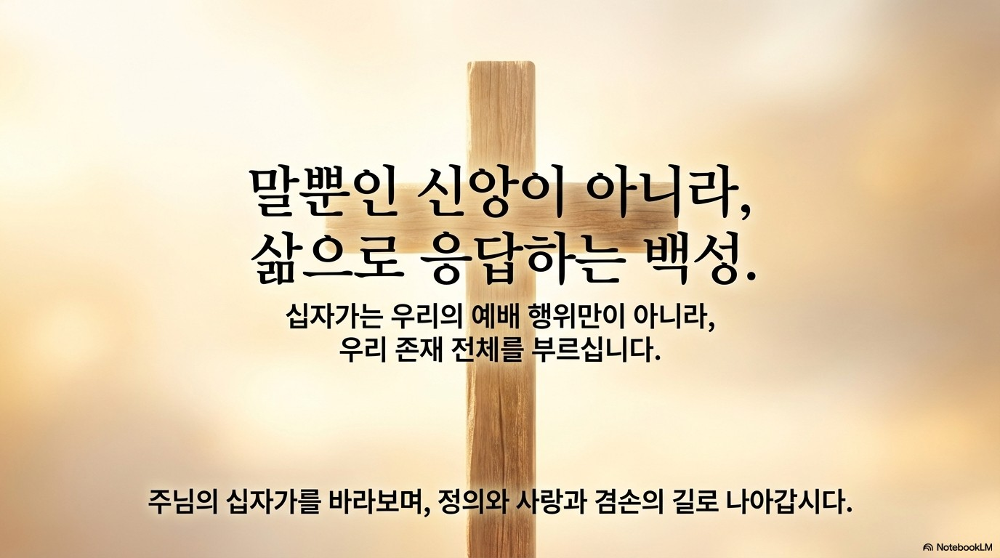 말뿐인 신앙이 아니라,
삶으로 응답하는 백성.
십자가는 우리의 예배 행위만이 아니라,
우리 존재 전체를 부르십니다.
주님의 십자가를 바라보며, 정의와 사랑과 겸손의 길로 나아갑시다.
NotebookLM